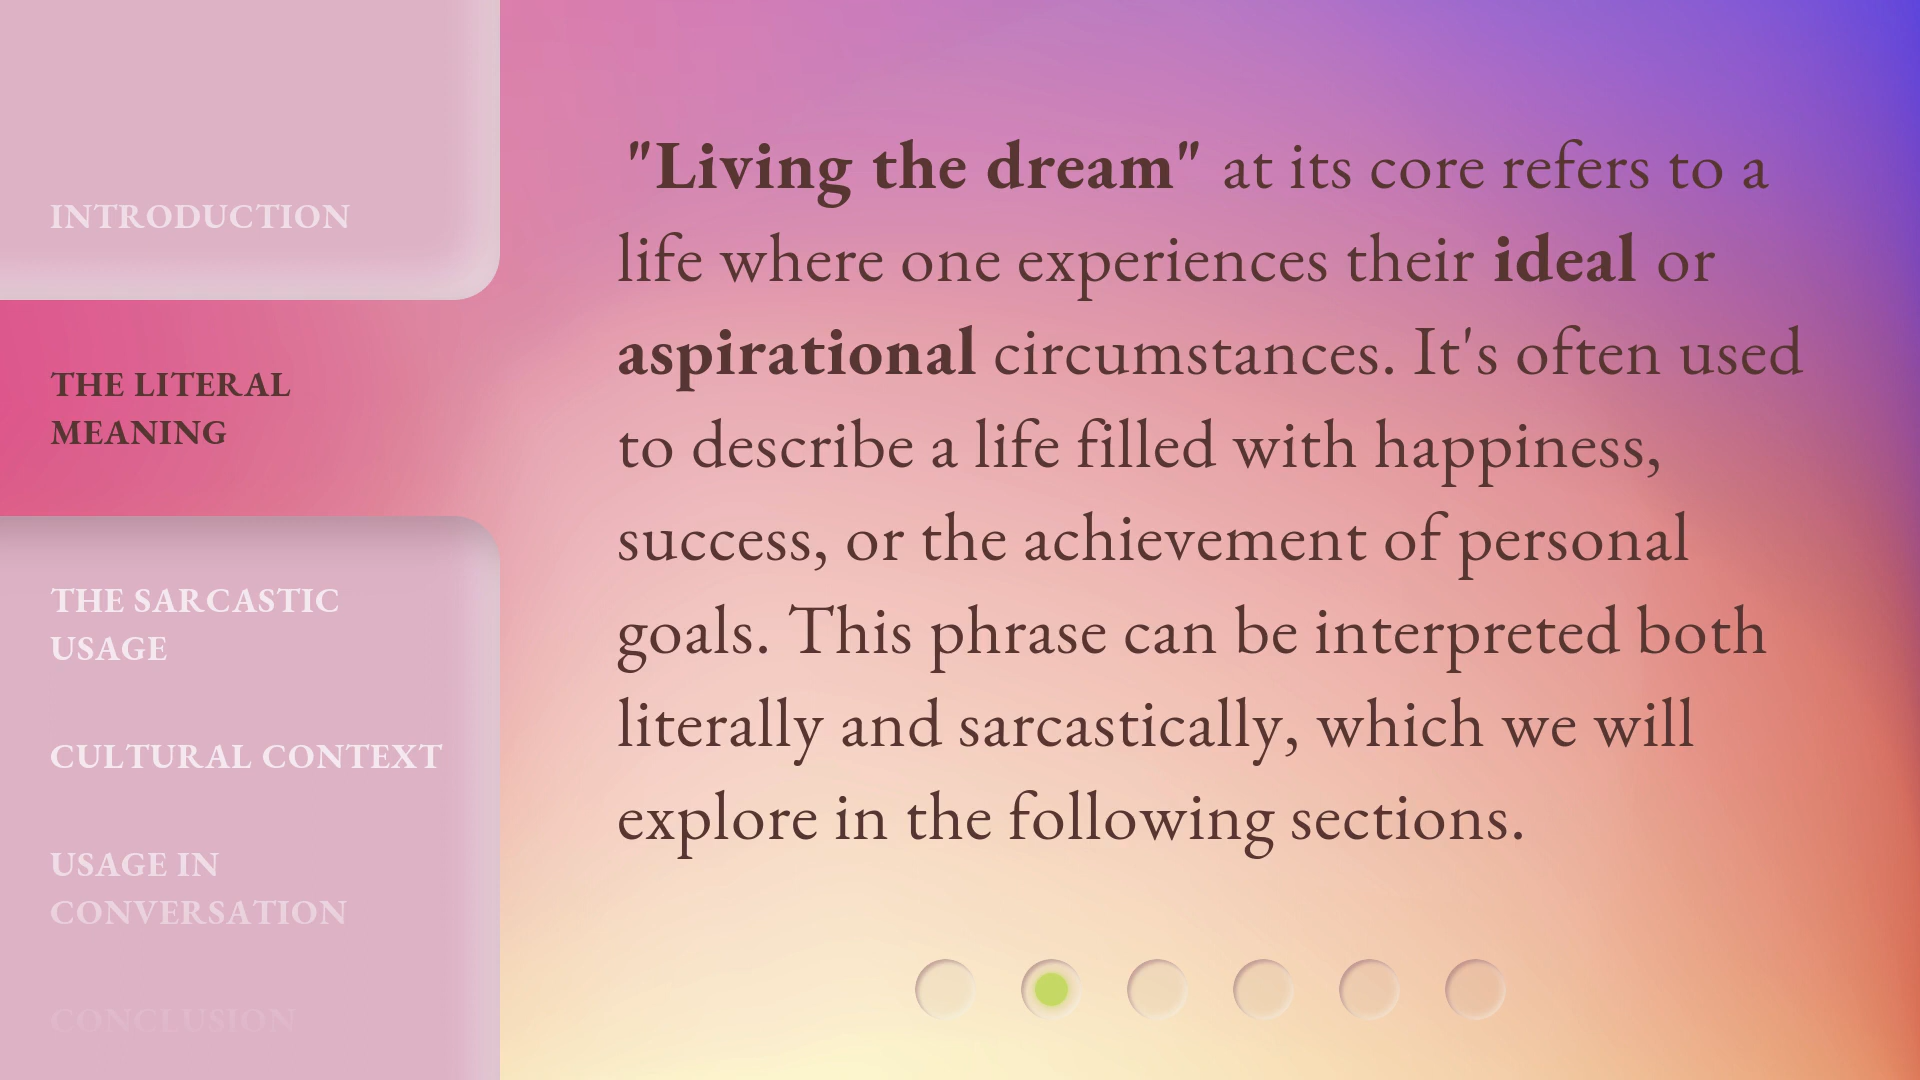 INTRODUCTION
THE LITERAL
MEANING
THE SARCASTIC
USAGE
CULTURAL CONTEXT
USAGE IN
CONVERSATION
CONCLUSION
"Living the dream" at its core refers to a
life where one experiences their ideal or
aspirational circumstances. It's often used
to describe a life filled with happiness,
success, or the achievement of personal
goals. This phrase can be interpreted both
literally and sarcastically, which we will
explore in the following sections.